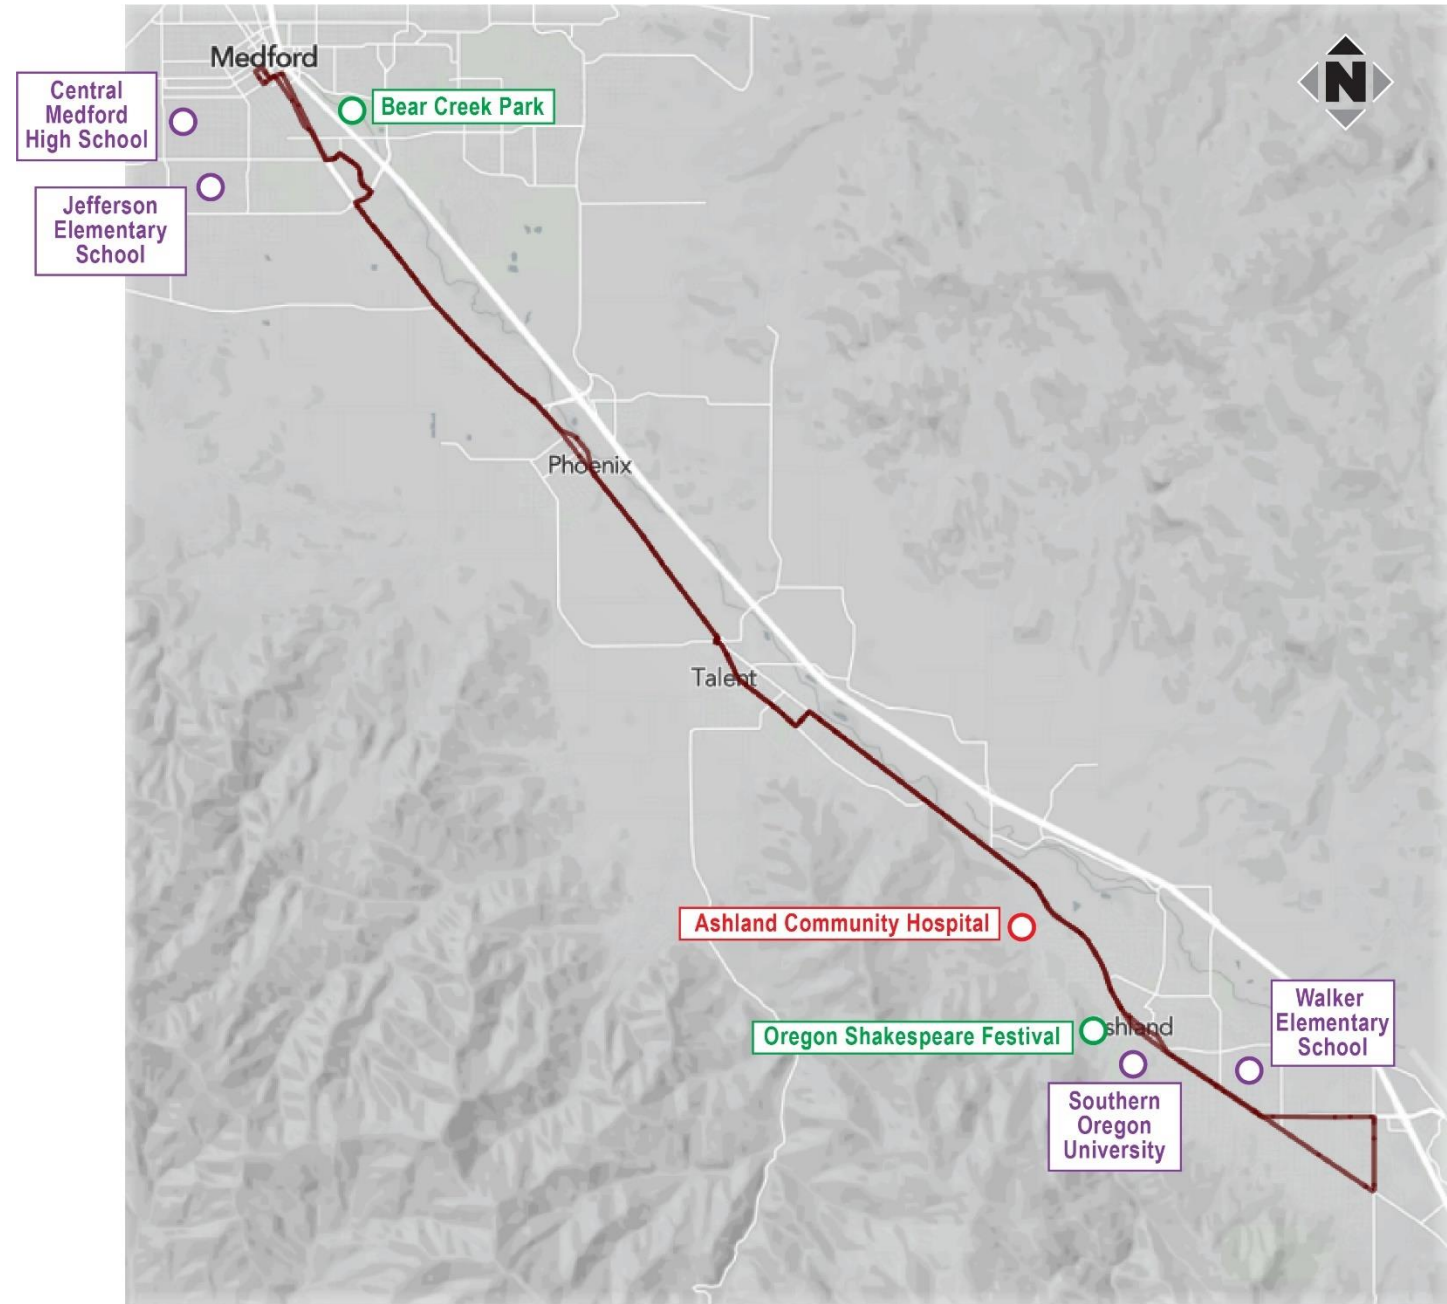 Medford
N
Central
Medford
High School
Bear Creek Park
Jefferson
Elementary
School
Phoenix
Talent
Ashland Community Hospital
Walker
Elementary
School
Oregon Shakespeare Festival
shland
Southern
Oregon
University